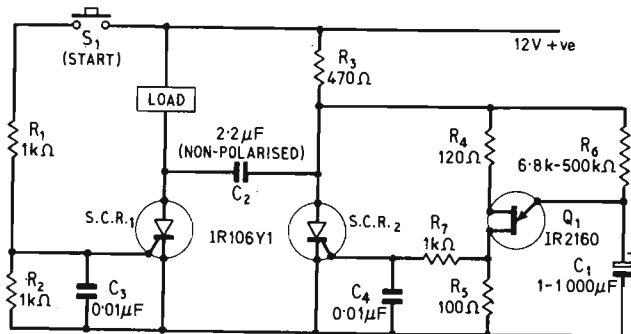 S1
(START)
12V +ve
R3
470Ω
LOAD
R1
1kΩ
2·2µF
(NON-POLARISED)
C2
R4
120Ω
R6
6.8k-500kΩ
S.C.R.1
IR106Y1
S.C.R.2
R7
1kΩ
Q1
IR2160
C1
1-1000µF
+
R2
1kΩ
C3
0.01µF
C4
0.01µF
R5
100Ω